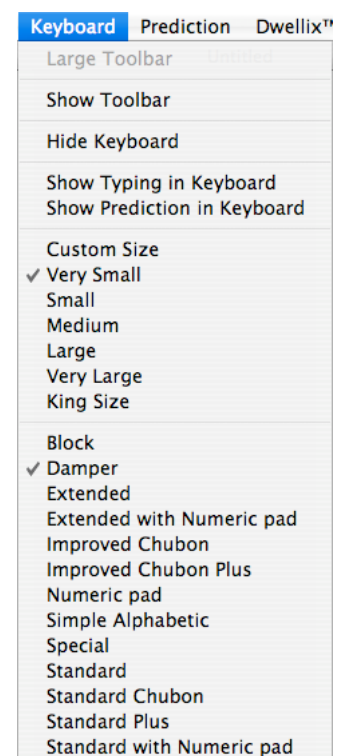 Keyboard Prediction Dwellix™
Large Toolbar Untitled
Show Toolbar
Hide Keyboard
Show Typing in Keyboard
Show Prediction in Keyboard
Custom Size
✓ Very Small
Small
Medium
Large
Very Large
King Size
Block
✓ Damper
Extended
Extended with Numeric pad
Improved Chubon
Improved Chubon Plus
Numeric pad
Simple Alphabetic
Special
Standard
Standard Chubon
Standard Plus
Standard with Numeric pad